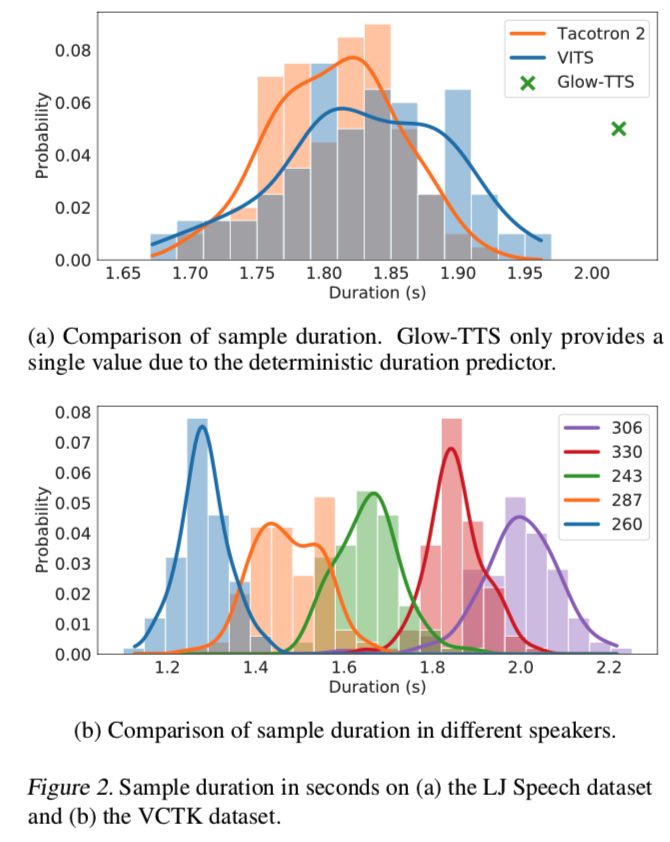 0.08
0.06
0.04
0.02
0.00
Probability
Tacotron 2
VITS
Glow-TTS
1.65 1.70 1.75 1.80 1.85 1.90 1.95 2.00
Duration (s)
(a) Comparison of sample duration. Glow-TTS only provides a
single value due to the deterministic duration predictor.
0.08
0.07
0.06
0.05
0.04
0.03
0.02
0.01
0.00
Probability
306
330
243
287
260
1.2 1.4 1.6 1.8 2.0 2.2
Duration (s)
(b) Comparison of sample duration in different speakers.
Figure 2. Sample duration in seconds on (a) the LJ Speech dataset
and (b) the VCTK dataset.